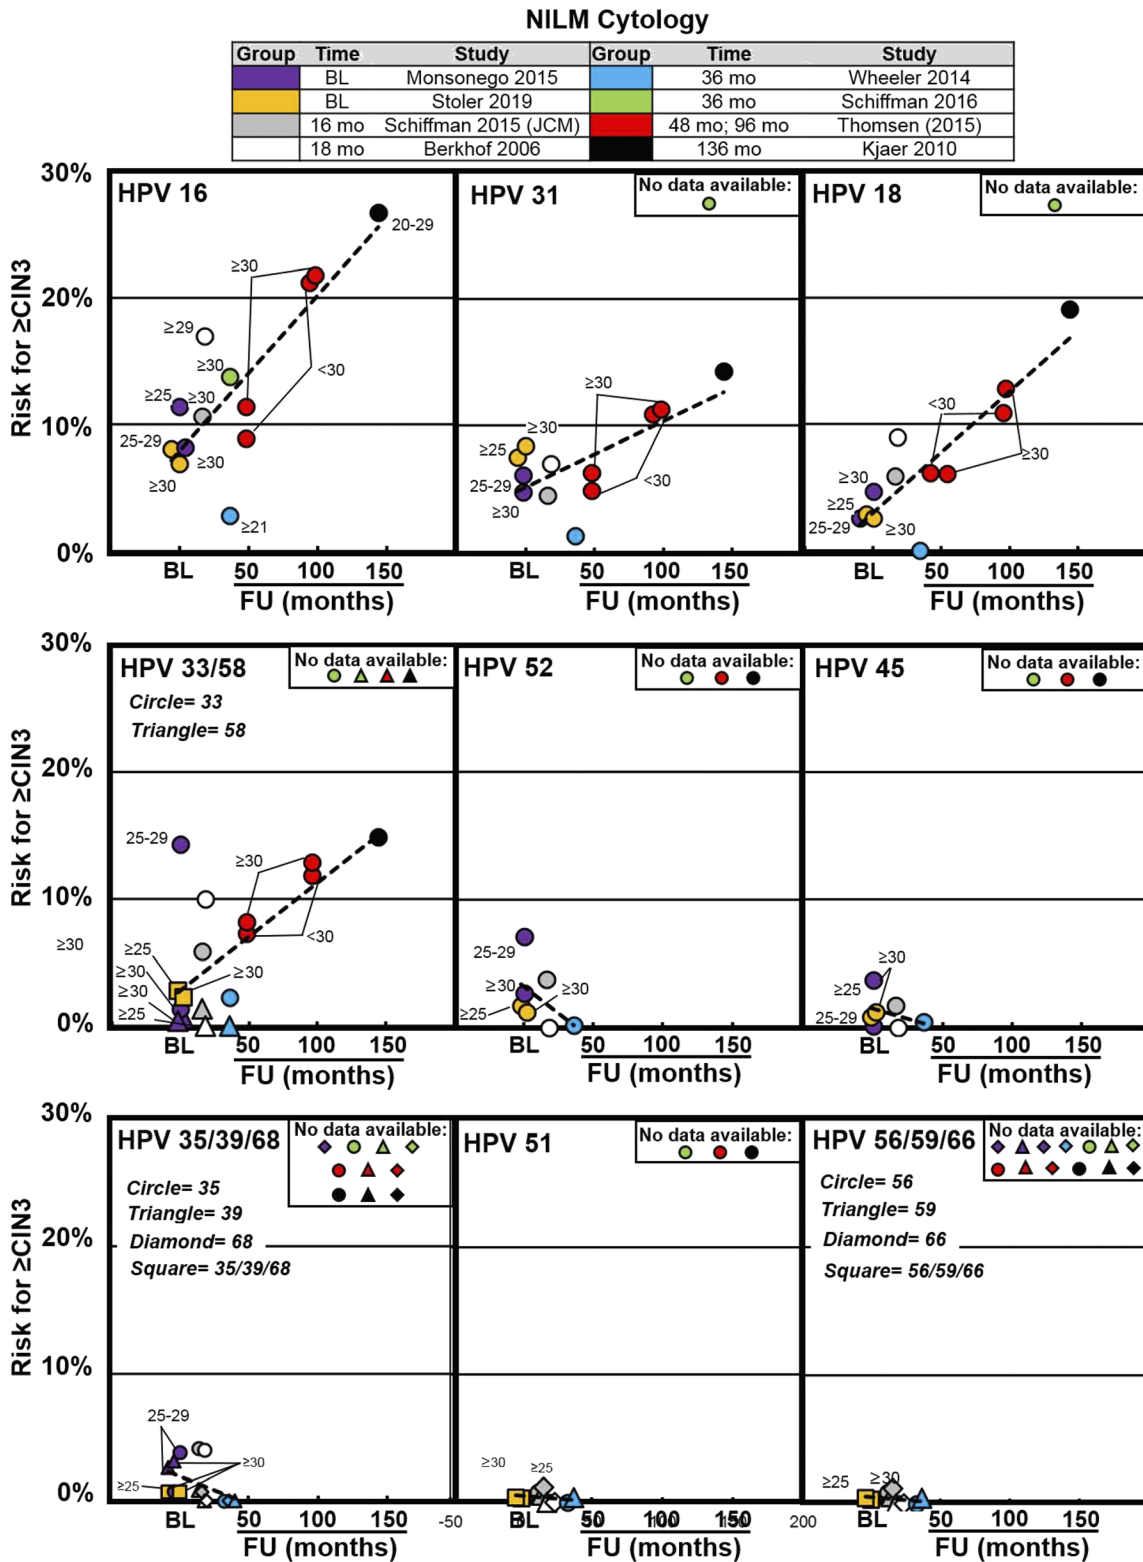 NILM Cytology
Group Time Study Group Time Study
BL Monsonego 2015 36 mo Wheeler 2014
BL Stoler 2019 36 mo Schiffman 2016
16 mo Schiffman 2015 (JCM) 48 mo; 96 mo Thomsen (2015)
18 mo Berkhof 2006 136 mo Kjaer 2010
Risk for ≥CIN3
30%
20%
10%
0%
HPV 16
20-29
≥30
≥29
≥30
<30
≥25
≥30
25-29
≥30
≥30
≥21
BL 50 100 150
FU (months)
HPV 31
No data available:
≥30
≥30
≥25
25-29
<30
≥30
BL 50 100 150
FU (months)
HPV 18
No data available:
<30
≥30
≥30
≥25
25-29
≥30
BL 50 100 150
FU (months)
Risk for ≥CIN3
30%
20%
10%
0%
HPV 33/58
No data available:
Circle= 33
Triangle= 58
25-29
≥30
<30
≥30
≥25
≥30
≥30
≥30
≥25
BL 50 100 150
FU (months)
HPV 52
No data available:
25-29
≥30
≥30
≥25
BL 50 100 150
FU (months)
HPV 45
No data available:
≥30
≥25
25-29
BL 50 100 150
FU (months)
Risk for ≥CIN3
30%
20%
10%
0%
HPV 35/39/68
No data available:
Circle= 35
Triangle= 39
Diamond= 68
Square= 35/39/68
25-29
≥30
≥25
BL 50 100 150
FU (months)
HPV 51
No data available:
≥30
≥25
-50 BL 50 100 150 200
FU (months)
HPV 56/59/66
No data available:
Circle= 56
Triangle= 59
Diamond= 66
Square= 56/59/66
≥25
≥30
BL 50 100 150
FU (months)